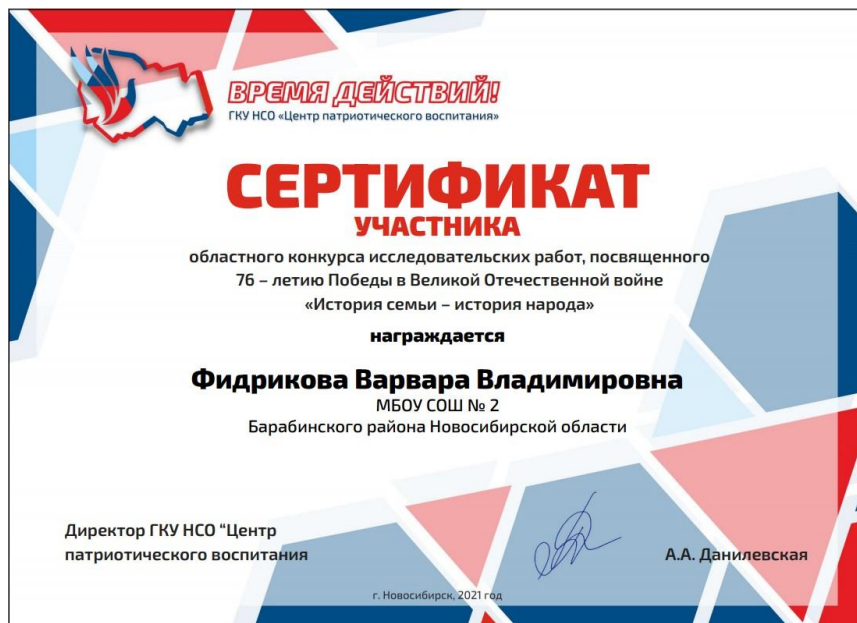 ВРЕМЯ ДЕЙСТВИЙ!
ГКУ НСО «Центр патриотического воспитания»
СЕРТИФИКАТ
УЧАСТНИКА
областного конкурса исследовательских работ, посвященного
76 – летию Победы в Великой Отечественной войне
«История семьи – история народа»
награждается
Фидрикова Варвара Владимировна
МБОУ СОШ № 2
Барабинского района Новосибирской области
Директор ГКУ НСО “Центр
патриотического воспитания
А.А. Данилевская
г. Новосибирск, 2021 год